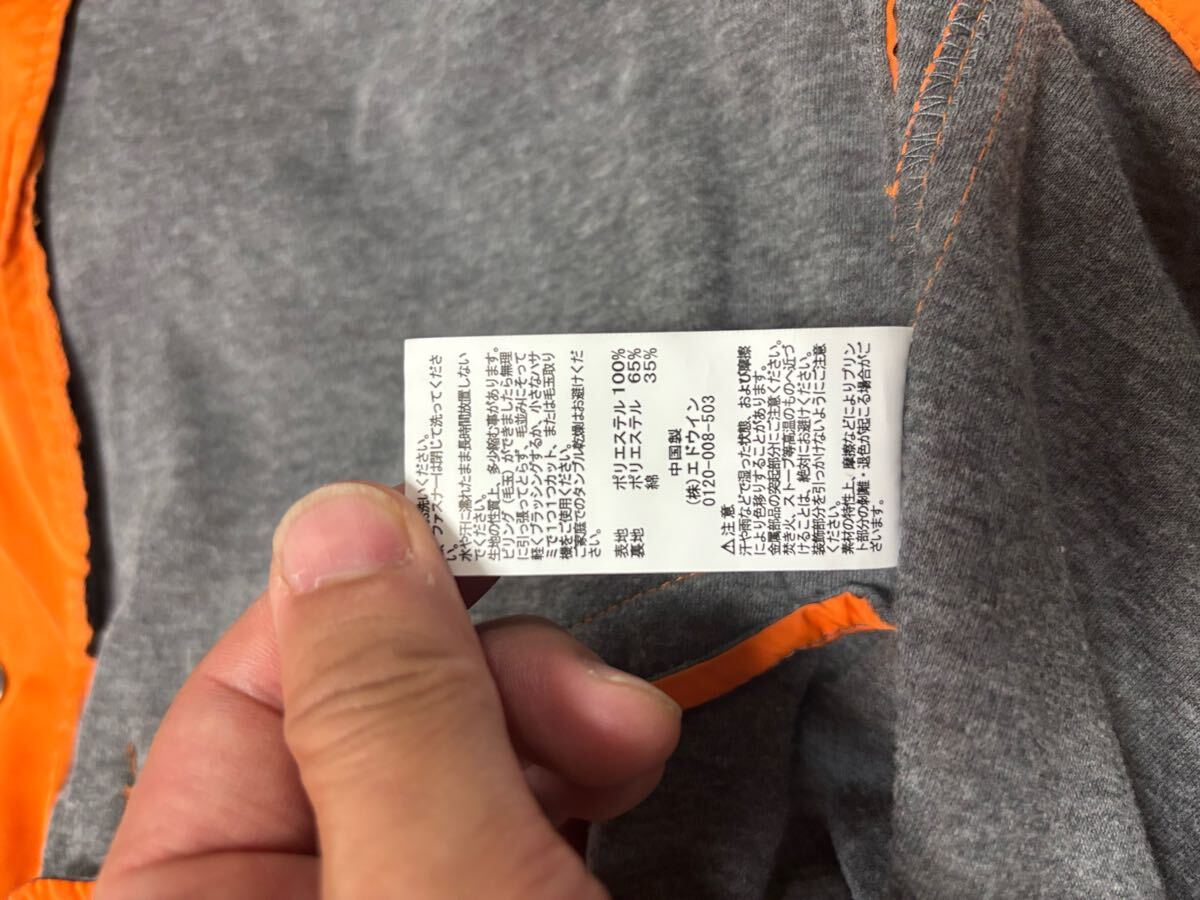 洗いください。
ファスナーは閉じて洗ってくださ
い。
水や汗に濡れたまま長時間放置しない
でください。
生地の性質上、多少縮む事があります。
ピリング(毛玉)ができましたら無理
に引っ張ってとらず、毛並みにそって
軽くブラッシングするか、小さなハサ
ミで1つ1つカット、または毛玉取り
機をご使用ください。
ご家庭でのタンブル乾燥はお避けくだ
さい。
表地 ポリエステル 100%
裏地 ポリエステル 65%
綿 35%
中国製
(株)エドウイン
0120-008-503
⚠注意
汗や雨などで湿った状態、および摩擦
により色移りすることがあります。
金属部品の突起部分にご注意ください。
焚き火、ストーブ等高温のものへ近づ
けることは、絶対にお避けください。
装飾部分を引っかけないようにご注意
ください。
素材の特性上、摩擦などによりプリン
ト部分の剥離・退色が起こる場合がご
ざいます。